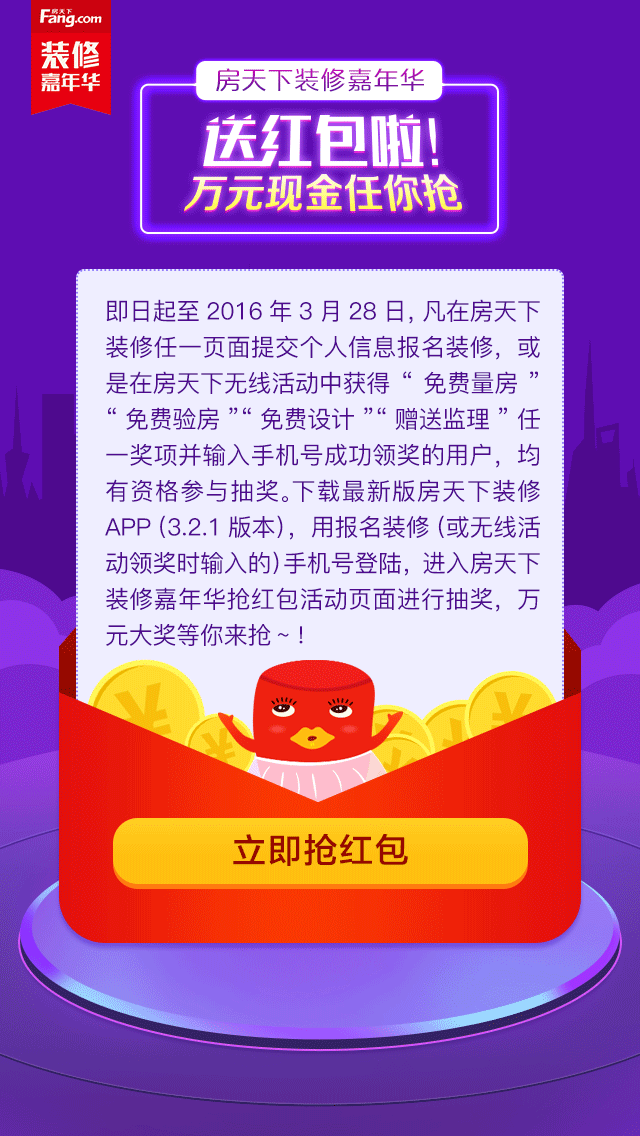 房天下
Fang.com
装修
嘉年华
房天下装修嘉年华
送红包啦!
万元现金任你抢
即日起至 2016 年 3 月 28 日, 凡在房天下
装修任一页面提交个人信息报名装修，或
是在房天下无线活动中获得 “ 免费量房 ”
“ 免费验房 ”“ 免费设计 ”“ 赠送监理 ” 任
一奖项并输入手机号成功领奖的用户，均
有资格参与抽奖。下载最新版房天下装修
APP (3.2.1 版本)，用报名装修 (或无线活
动领奖时输入的) 手机号登陆，进入房天下
装修嘉年华抢红包活动页面进行抽奖，万
元大奖等你来抢 ~ !
立即抢红包